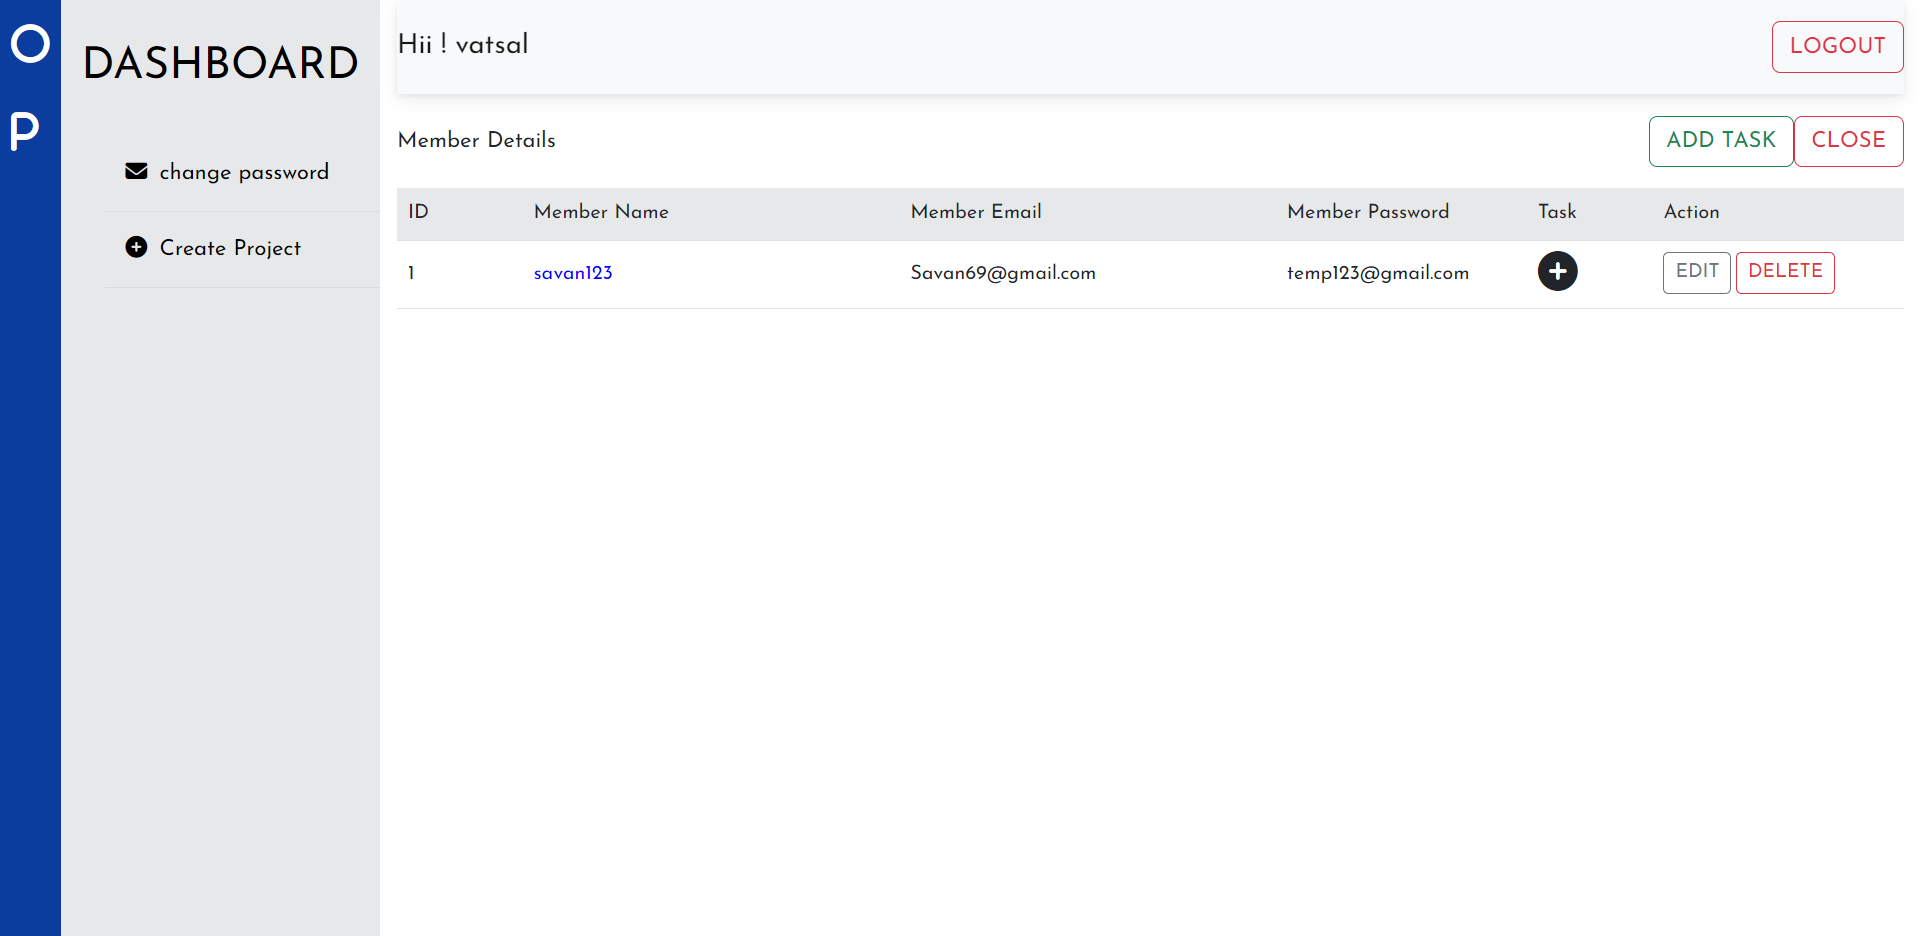 O
P
DASHBOARD
change password
Create Project
Hii ! vatsal
LOGOUT
Member Details
ADD TASK CLOSE
ID Member Name Member Email Member Password Task Action
1 savan123 Savan69@gmail.com temp123@gmail.com EDIT DELETE